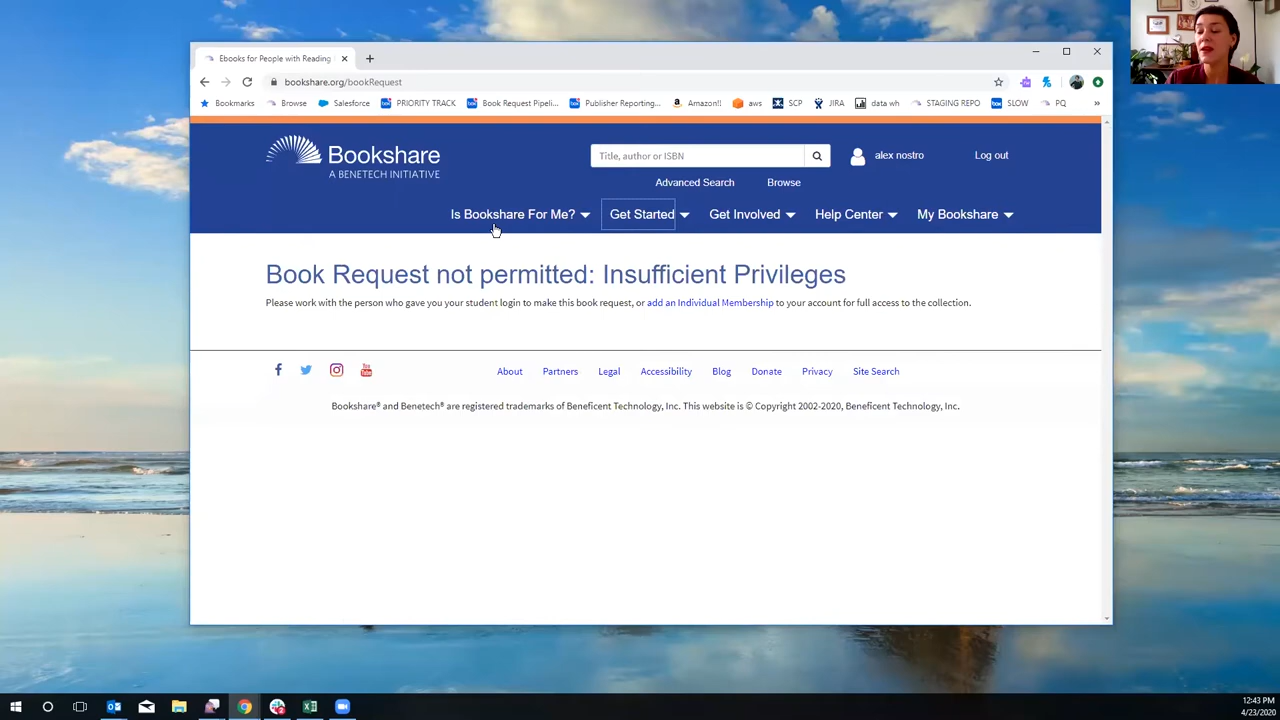 Ebooks for People with Reading
bookshare.org/bookRequest
Bookmarks Browse Salesforce PRIORITY TRACK Book Request Pipeli... Publisher Reporting... Amazon!! aws SCP JIRA data wh STAGING REPO SLOW PQ »
Bookshare
A BENETECH INITIATIVE
Title, author or ISBN
alex nostro
Log out
Advanced Search Browse
Is Bookshare For Me? Get Started Get Involved Help Center My Bookshare
Book Request not permitted: Insufficient Privileges
Please work with the person who gave you your student login to make this book request, or add an Individual Membership to your account for full access to the collection.
About Partners Legal Accessibility Blog Donate Privacy Site Search
Bookshare® and Benetech® are registered trademarks of Beneficent Technology, Inc. This website is © Copyright 2002-2020, Beneficent Technology, Inc.
12:43 PM
4/23/2020